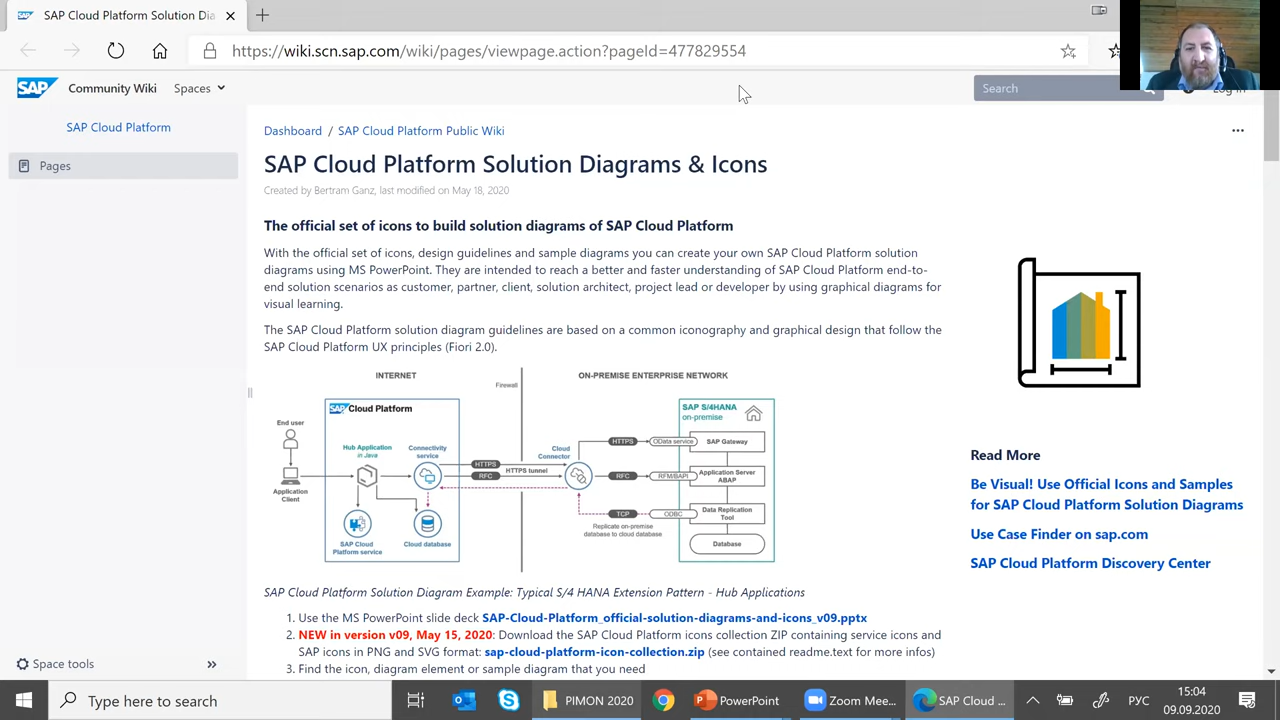 SAP Cloud Platform Solution Dia
https://wiki.scn.sap.com/wiki/pages/viewpage.action?pageId=477829554
SAP Community Wiki Spaces
Search
Log in
SAP Cloud Platform
Pages
Dashboard / SAP Cloud Platform Public Wiki
SAP Cloud Platform Solution Diagrams & Icons
Created by Bertram Ganz, last modified on May 18, 2020
The official set of icons to build solution diagrams of SAP Cloud Platform
With the official set of icons, design guidelines and sample diagrams you can create your own SAP Cloud Platform solution
diagrams using MS PowerPoint. They are intended to reach a better and faster understanding of SAP Cloud Platform end-to-
end solution scenarios as customer, partner, client, solution architect, project lead or developer by using graphical diagrams for
visual learning.
The SAP Cloud Platform solution diagram guidelines are based on a common iconography and graphical design that follow the
SAP Cloud Platform UX principles (Fiori 2.0).
INTERNET
ON-PREMISE ENTERPRISE NETWORK
Firewall
SAP Cloud Platform
SAP S/4HANA
on-premise
End user
Hub Application
in Java
Connectivity
service
Cloud
Connector
HTTPS
OData service
SAP Gateway
HTTPS
HTTPS tunnel
RFC
RFC
RFM/BAPI
Application Server
ABAP
Application
Client
TCP
ODBC
Data Replication
Tool
Replicate on-premise
database to cloud database
SAP Cloud
Platform service
Cloud database
Database
SAP Cloud Platform Solution Diagram Example: Typical S/4 HANA Extension Pattern - Hub Applications
1. Use the MS PowerPoint slide deck SAP-Cloud-Platform_official-solution-diagrams-and-icons_v09.pptx
2. NEW in version v09, May 15, 2020: Download the SAP Cloud Platform icons collection ZIP containing service icons and
SAP icons in PNG and SVG format: sap-cloud-platform-icon-collection.zip (see contained readme.text for more infos)
3. Find the icon, diagram element or sample diagram that you need
Read More
Be Visual! Use Official Icons and Samples
for SAP Cloud Platform Solution Diagrams
Use Case Finder on sap.com
SAP Cloud Platform Discovery Center
Space tools
Type here to search
PIMON 2020
PowerPoint
Zoom Mee...
SAP Cloud ...
РУС
15:04
09.09.2020